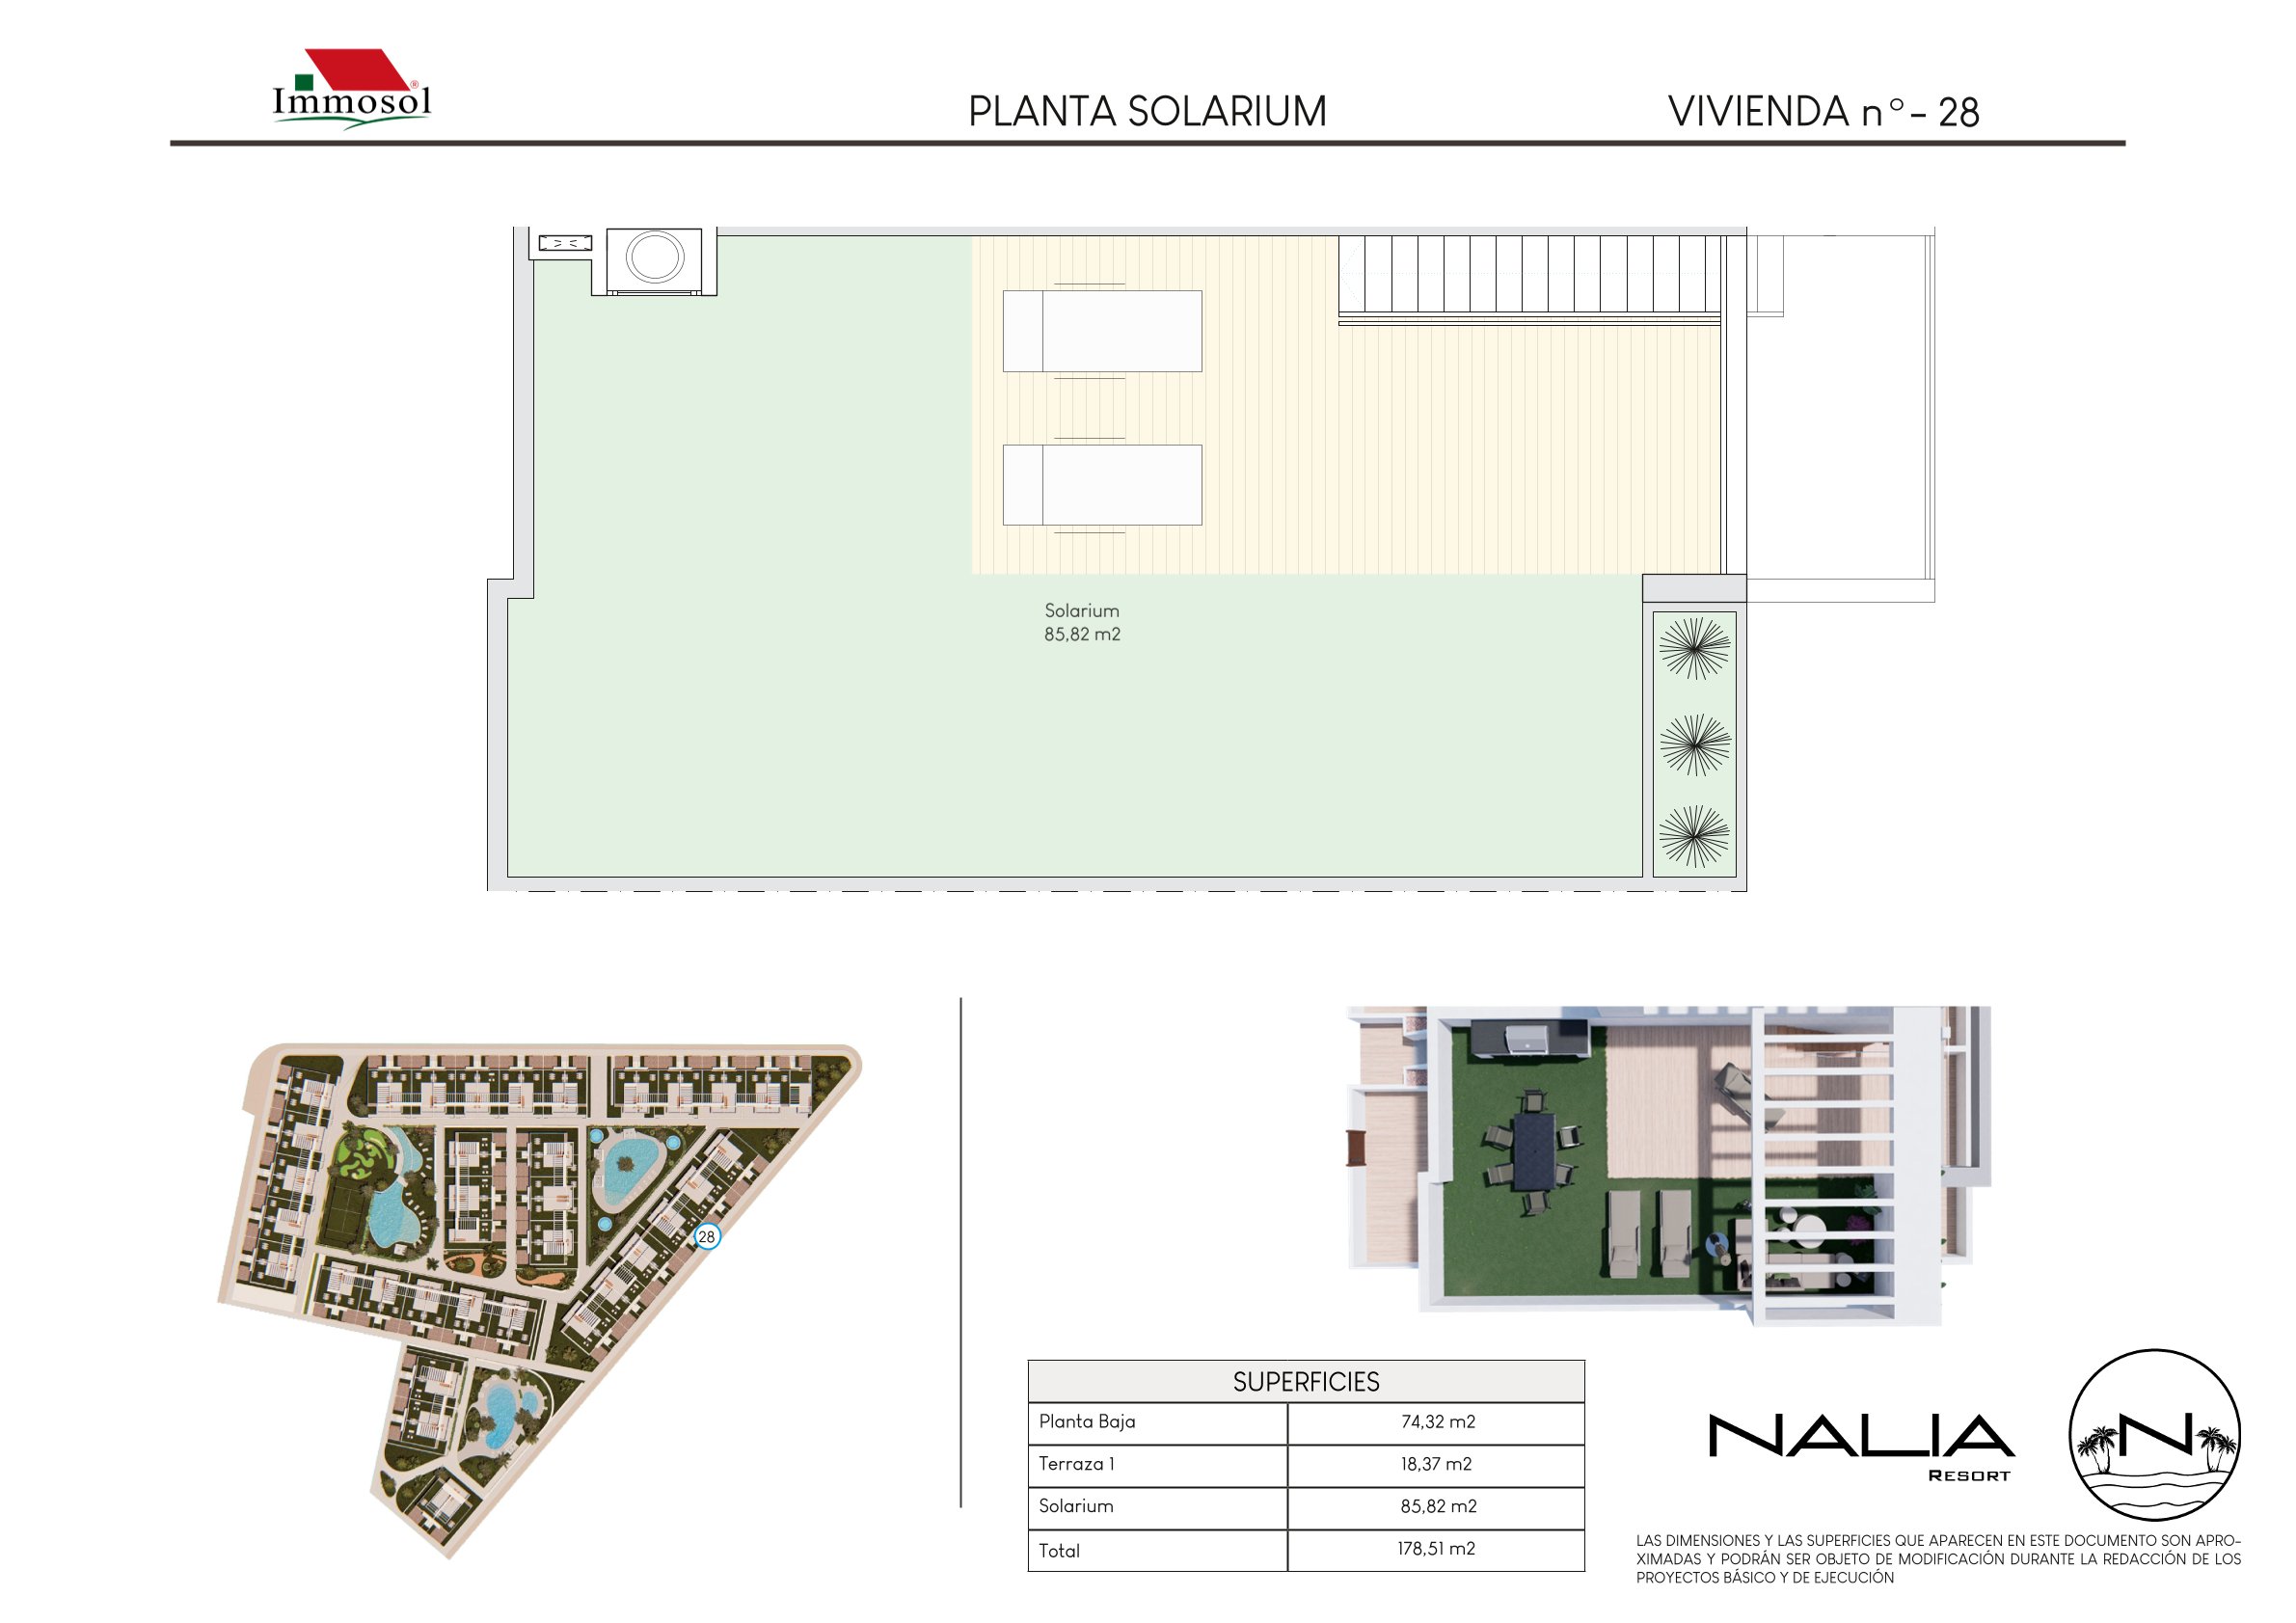 Immosol®
PLANTA SOLARIUM
VIVIENDA nº- 28
Solarium
85,82 m2
28
SUPERFICIES
Planta Baja 74,32 m2
Terraza 1 18,37 m2
Solarium 85,82 m2
Total 178,51 m2
NALIA
RESORT
N
LAS DIMENSIONES Y LAS SUPERFICIES QUE APARECEN EN ESTE DOCUMENTO SON APRO-
XIMADAS Y PODRÁN SER OBJETO DE MODIFICACIÓN DURANTE LA REDACCIÓN DE LOS
PROYECTOS BÁSICO Y DE EJECUCIÓN